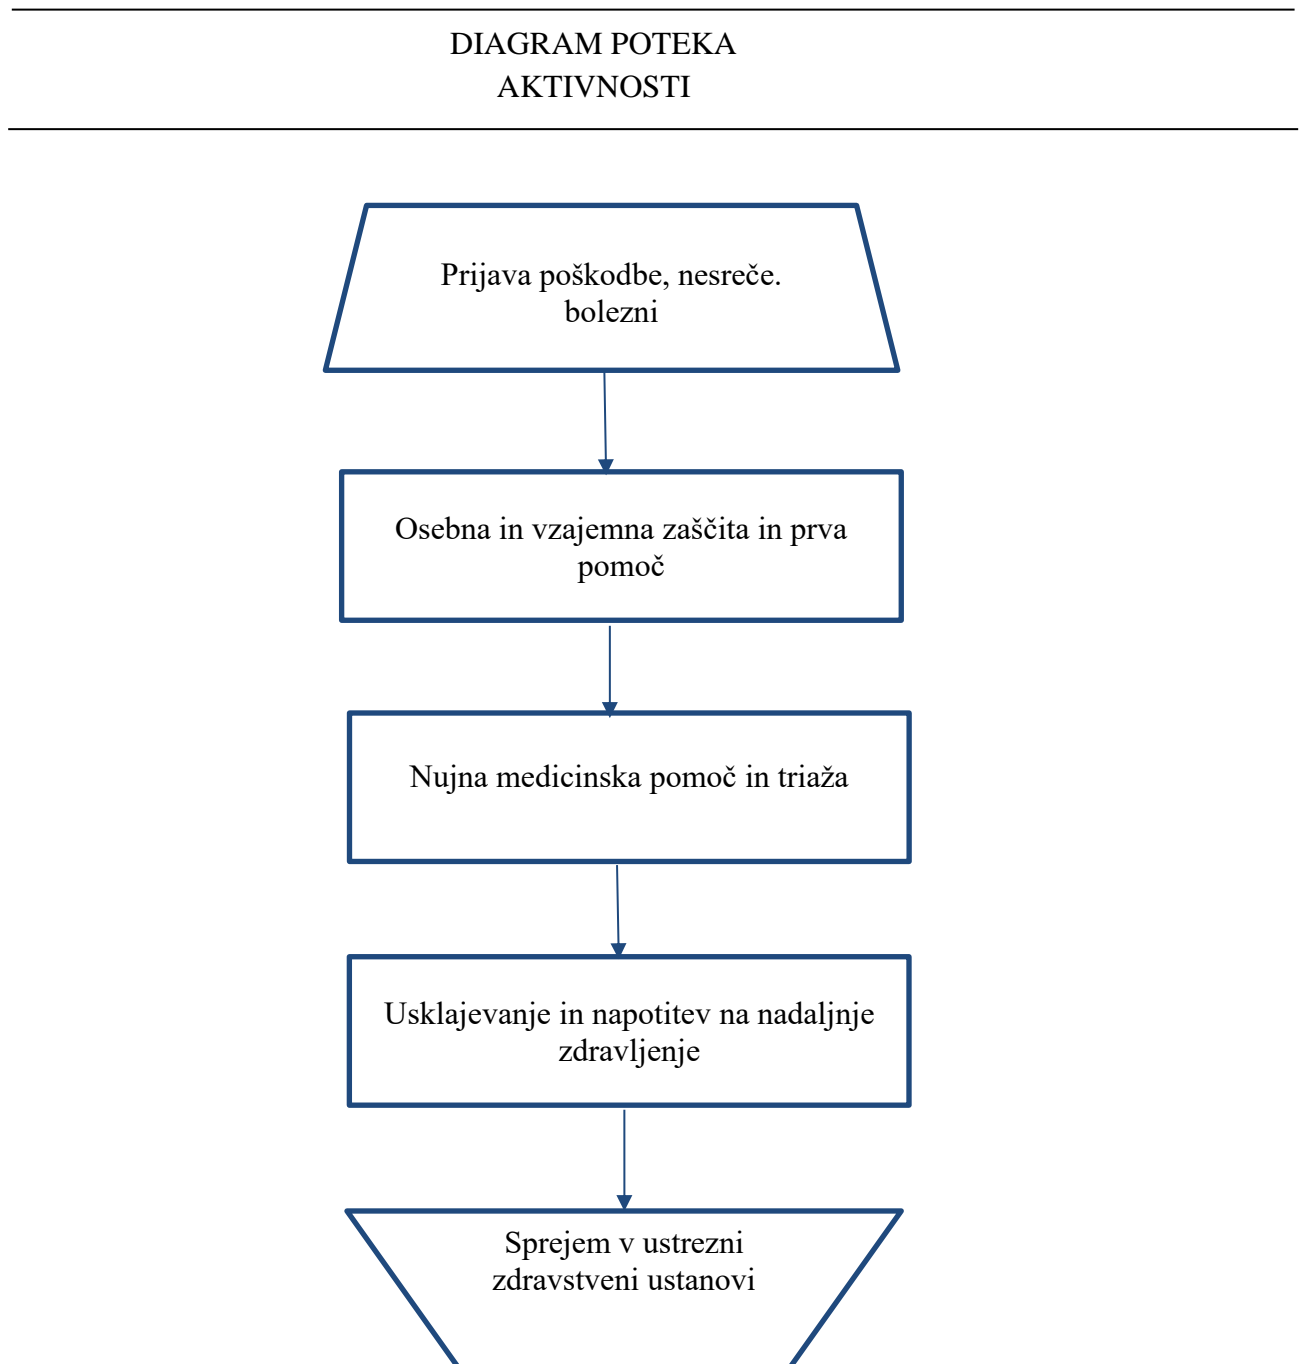 DIAGRAM POTEKA
AKTIVNOSTI
Prijava poškodbe, nesreče.
bolezni
Osebna in vzajemna zaščita in prva
pomoč
Nujna medicinska pomoč in triaža
Usklajevanje in napotitev na nadaljnje
zdravljenje
Sprejem v ustrezni
zdravstveni ustanovi